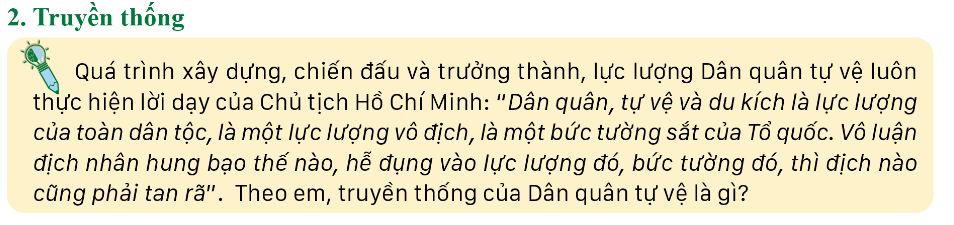 2. Truyền thống
Quá trình xây dựng, chiến đấu và trưởng thành, lực lượng Dân quân tự vệ luôn
thực hiện lời dạy của Chủ tịch Hồ Chí Minh: "Dân quân, tự vệ và du kích là lực lượng
của toàn dân tộc, là một lực lượng vô địch, là một bức tường sắt của Tổ quốc. Vô luận
địch nhân hung bạo thế nào, hễ đụng vào lực lượng đó, bức tường đó, thì địch nào
cũng phải tan rã". Theo em, truyền thống của Dân quân tự vệ là gì?